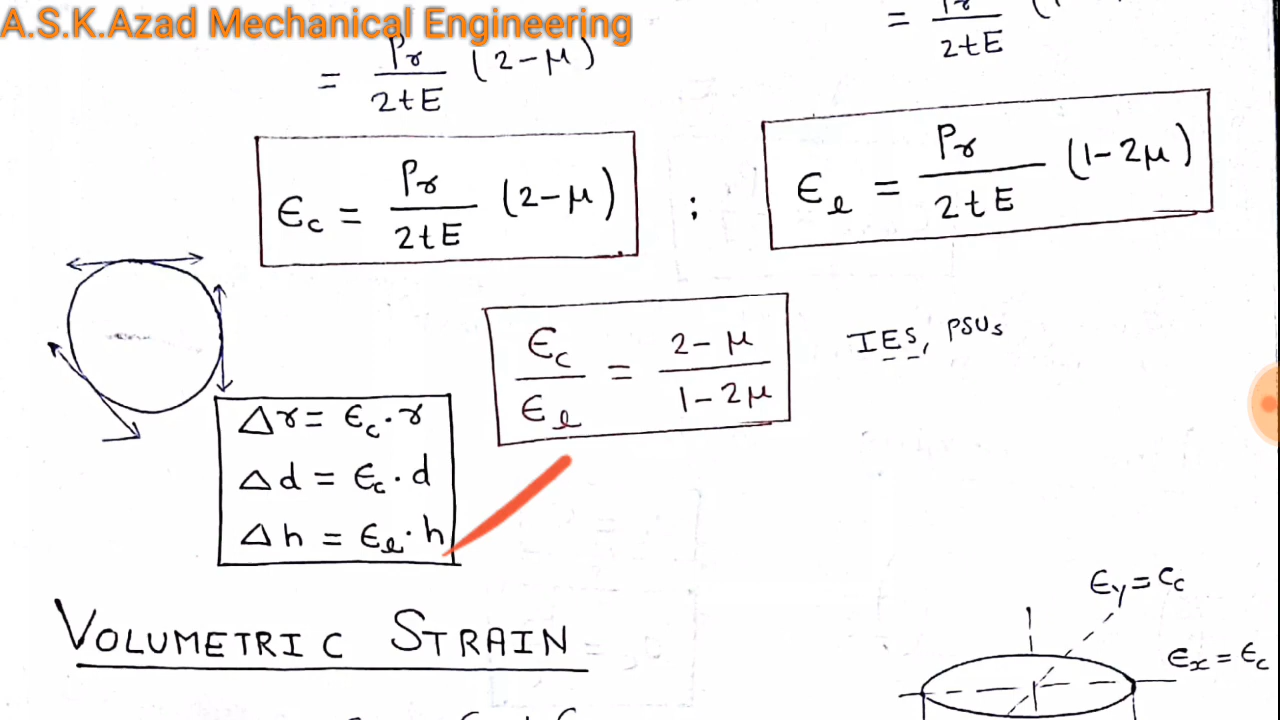 A.S.K.Azad Mechanical Engineering
= Pr/2tE (2-μ)
= Pr/2tE (1
ϵc = Pr/2tE (2-μ) ; ϵl = Pr/2tE (1-2μ)
ϵc/ϵl = 2-μ/1-2μ
IES, PSUs
Δr = ϵc·r
Δd = ϵc·d
Δh = ϵl·h
VOLUMETRIC STRAIN
ϵy = ϵc
ϵx = ϵc